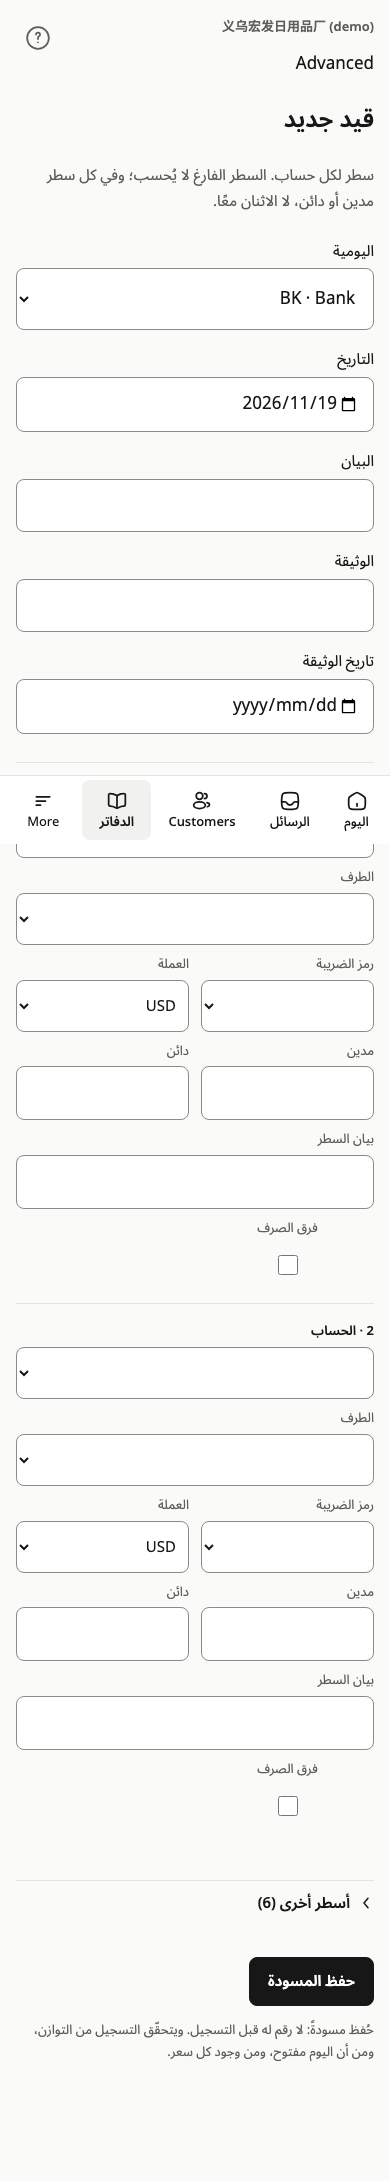 义乌宏发日用品厂 (demo)
Advanced
قيد جديد
سطر لكل حساب. السطر الفارغ لا يُحسب؛ وفي كل سطر
مدين أو دائن، لا الاثنان معًا.
اليومية
BK · Bank
التاريخ
2026/11/19
البيان
الوثيقة
تاريخ الوثيقة
yyyy/mm/dd
اليوم
الرسائل
Customers
الدفاتر
More
الطرف
رمز الضريبة
العملة
USD
مدين
دائن
بيان السطر
فرق الصرف
2 · الحساب
الطرف
رمز الضريبة
العملة
USD
مدين
دائن
بيان السطر
فرق الصرف
أسطر أخرى (6)
حفظ المسودة
حُفظ مسودةً: لا رقم له قبل التسجيل. ويتحقّق التسجيل من التوازن،
ومن أن اليوم مفتوح، ومن وجود كل سعر.